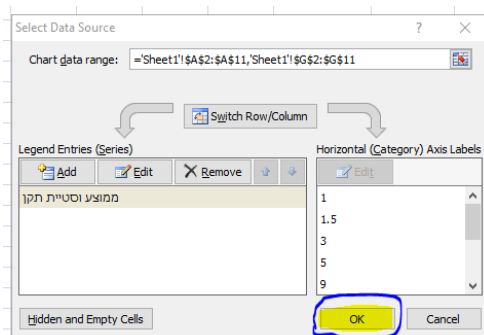 Select Data Source ?
Chart data range: ='Sheet1'!$A$2:$A$11,'Sheet1'!$G$2:$G$11
Switch Row/Column
Legend Entries (Series)
Add Edit Remove
ממוצע וסטיית תקן
Horizontal (Category) Axis Labels
Edit
1
1.5
3
5
9
Hidden and Empty Cells
OK Cancel